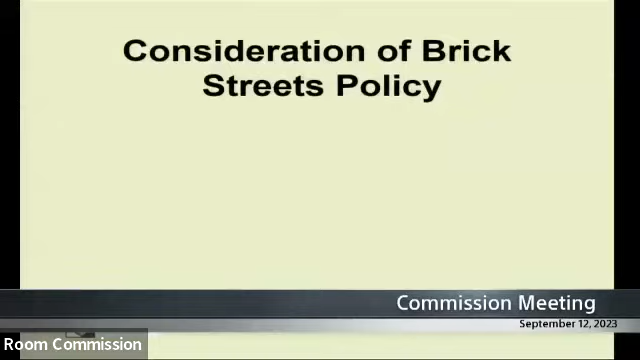 Consideration of Brick
Streets Policy
Commission Meeting
September 12, 2023
Room Commission